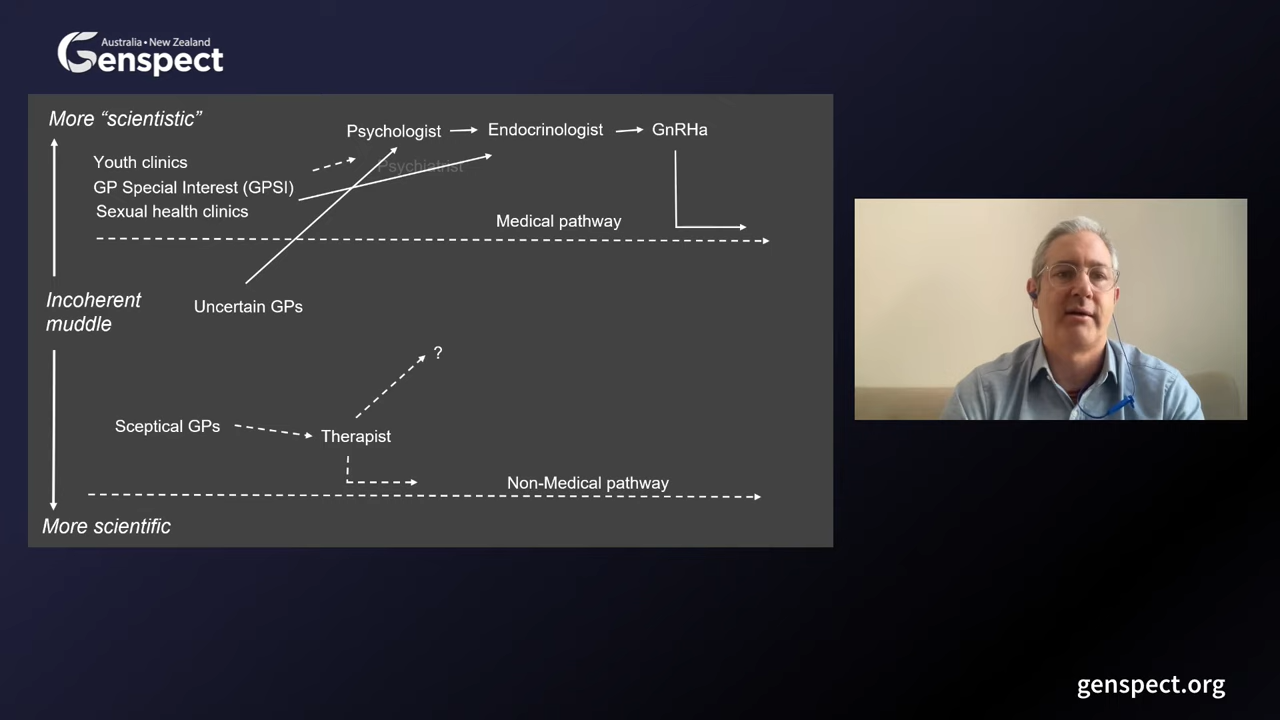 Australia • New Zealand
Genspect
More “scientistic”
Psychologist
Endocrinologist
GnRHa
Youth clinics
Psychiatrist
GP Special Interest (GPSI)
Sexual health clinics
Medical pathway
Incoherent
muddle
Uncertain GPs
?
Sceptical GPs
Therapist
Non-Medical pathway
More scientific
genspect.org